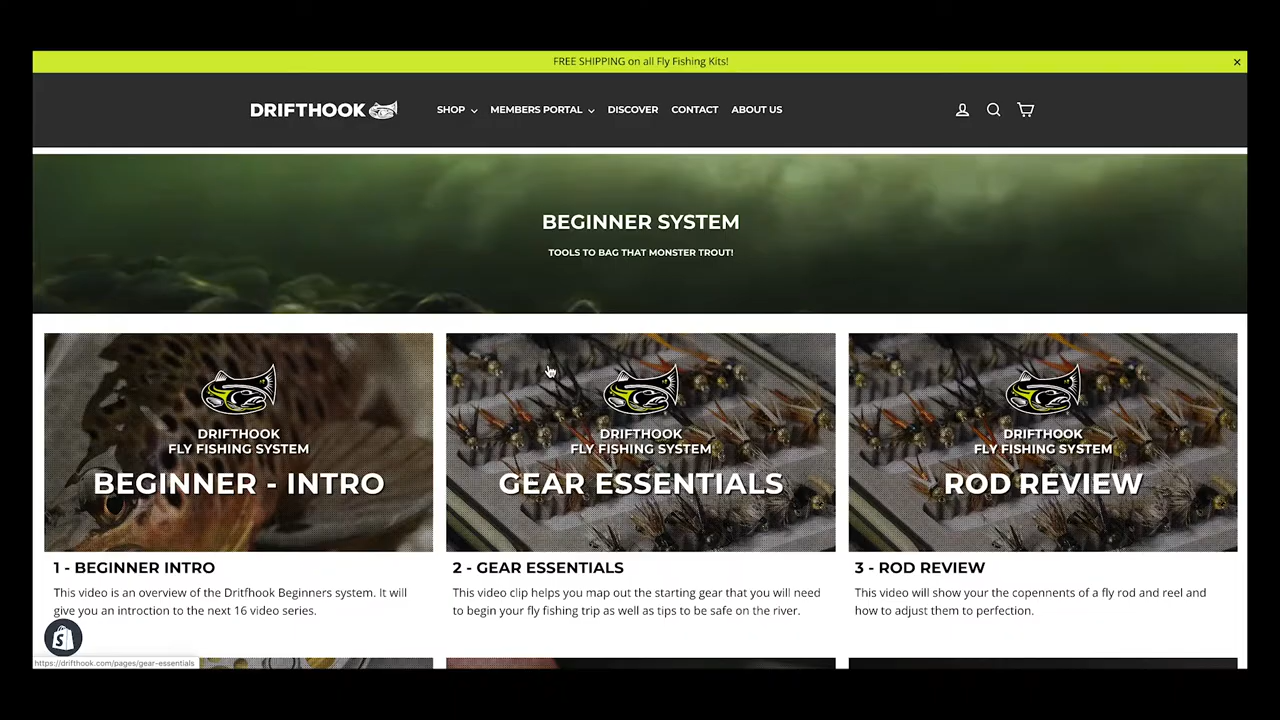 FREE SHIPPING on all Fly Fishing Kits!
DRIFTHOOK
SHOP
MEMBERS PORTAL
DISCOVER
CONTACT
ABOUT US
BEGINNER SYSTEM
TOOLS TO BAG THAT MONSTER TROUT!
DRIFTHOOK
FLY FISHING SYSTEM
BEGINNER - INTRO
1 - BEGINNER INTRO
This video is an overview of the Drifthook Beginners system. It will
give you an introction to the next 16 video series.
DRIFTHOOK
FLY FISHING SYSTEM
GEAR ESSENTIALS
2 - GEAR ESSENTIALS
This video clip helps you map out the starting gear that you will need
to begin your fly fishing trip as well as tips to be safe on the river.
DRIFTHOOK
FLY FISHING SYSTEM
ROD REVIEW
3 - ROD REVIEW
This video will show your the copennents of a fly rod and reel and
how to adjust them to perfection.
https://drifthook.com/pages/gear-essentials